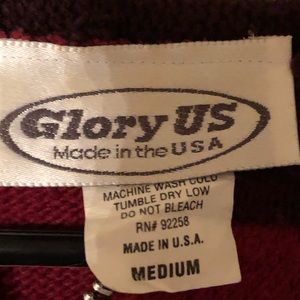 Glory US
Made in the USA
MACHINE WASH COLD
TUMBLE DRY LOW
DO NOT BLEACH
RN# 92258
MADE IN U.S.A.
MEDIUM